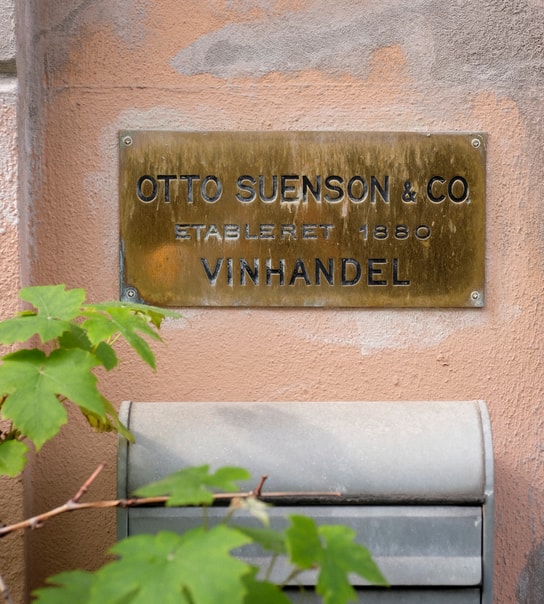 OTTO SUENSON & CO
ETABLERET 1880
VINHANDEL